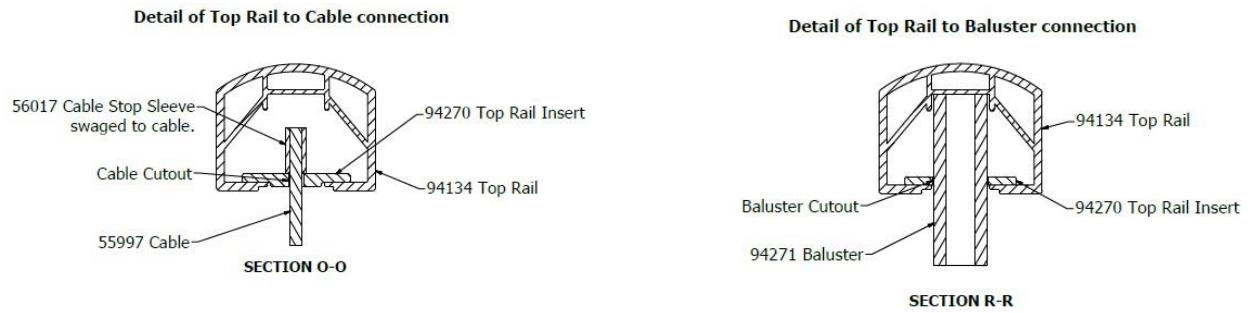 Detail of Top Rail to Cable connection
56017 Cable Stop Sleeve
swaged to cable.
94270 Top Rail Insert
Cable Cutout
94134 Top Rail
55997 Cable
SECTION O-O
Detail of Top Rail to Baluster connection
94134 Top Rail
Baluster Cutout
94270 Top Rail Insert
94271 Baluster
SECTION R-R